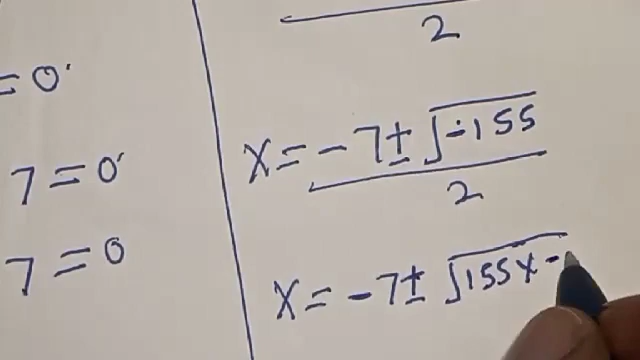 = 0
7 = 0
7 = 0
2
X = -7 ± √-155
2
X = -7 ± √155 x -